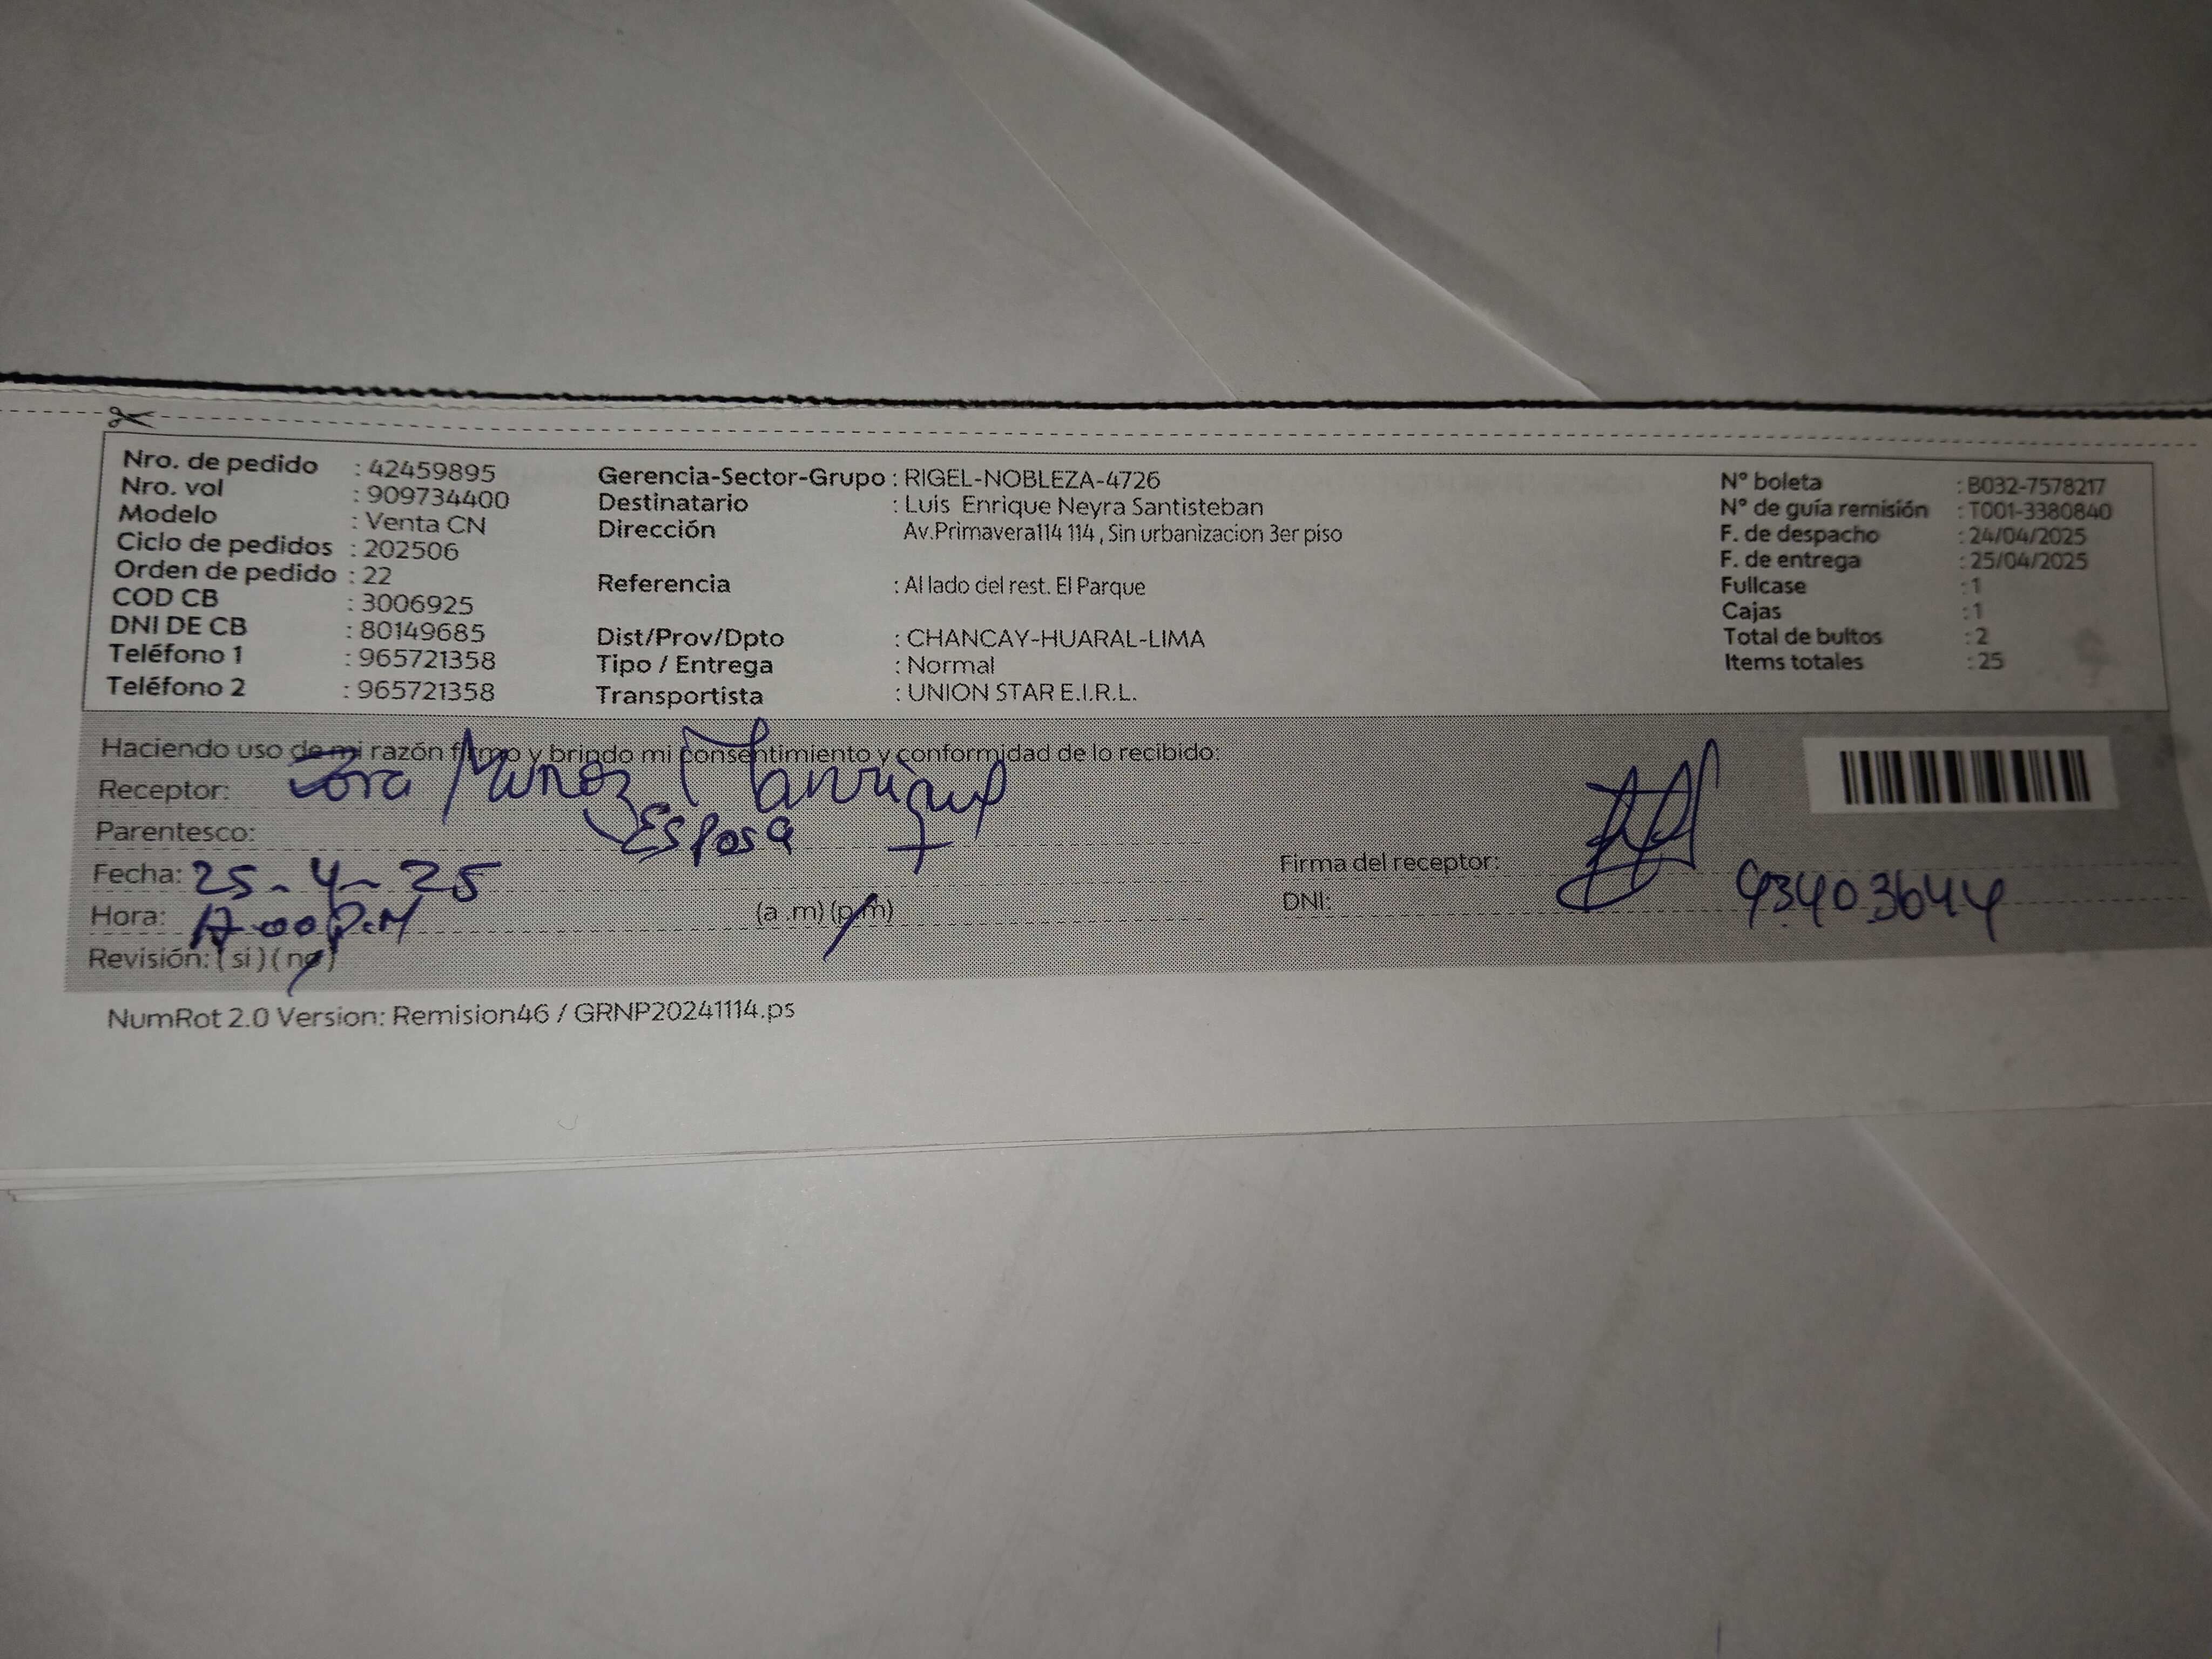 Nro. de pedido : 42459895
Nro. vol : 909734400
Modelo : Venta CN
Ciclo de pedidos : 202506
Orden de pedido : 22
COD CB : 3006925
DNI DE CB : 80149685
Teléfono 1 : 965721358
Teléfono 2 : 965721358
Gerencia-Sector-Grupo : RIGEL-NOBLEZA-4726
Destinatario : Luis Enrique Neyra Santisteban
Dirección Av.Primavera114 114 , Sin urbanizacion 3er piso
Referencia : Al lado del rest. El Parque
Dist/Prov/Dpto : CHANCAY-HUARAL-LIMA
Tipo / Entrega : Normal
Transportista : UNION STAR E.I.R.L.
N° boleta : B032-7578217
N° de guía remisión : T001-3380840
F. de despacho : 24/04/2025
F. de entrega : 25/04/2025
Fullcase : 1
Cajas : 1
Total de bultos : 2
Items totales : 25
Haciendo uso de mi razón firmo y brindo mi consentimiento y conformidad de lo recibido:
Receptor: Muñoz Manrique
Parentesco: Esposa
Fecha: 25-4-25
Hora: P.M (a .m) (p.m)
Revisión: ( si ) ( no )
Firma del receptor:
DNI: 43403644
NumRot 2.0 Version: Remision46 / GRNP20241114.ps